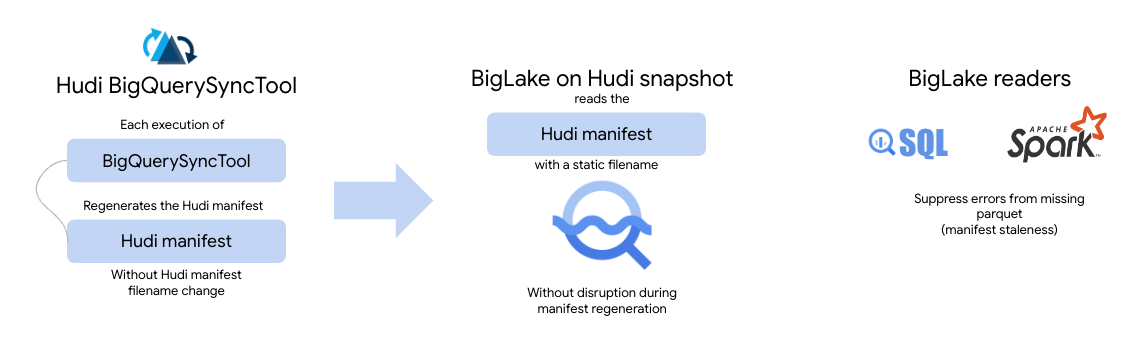 Hudi BigQuerySyncTool
Each execution of
BigQuerySyncTool
Regenerates the Hudi manifest
Hudi manifest
Without Hudi manifest
filename change
BigLake on Hudi snapshot
reads the
Hudi manifest
with a static filename
Without disruption during
manifest regeneration
BigLake readers
SQL
APACHE
Spark™
Suppress errors from missing
parquet
(manifest staleness)